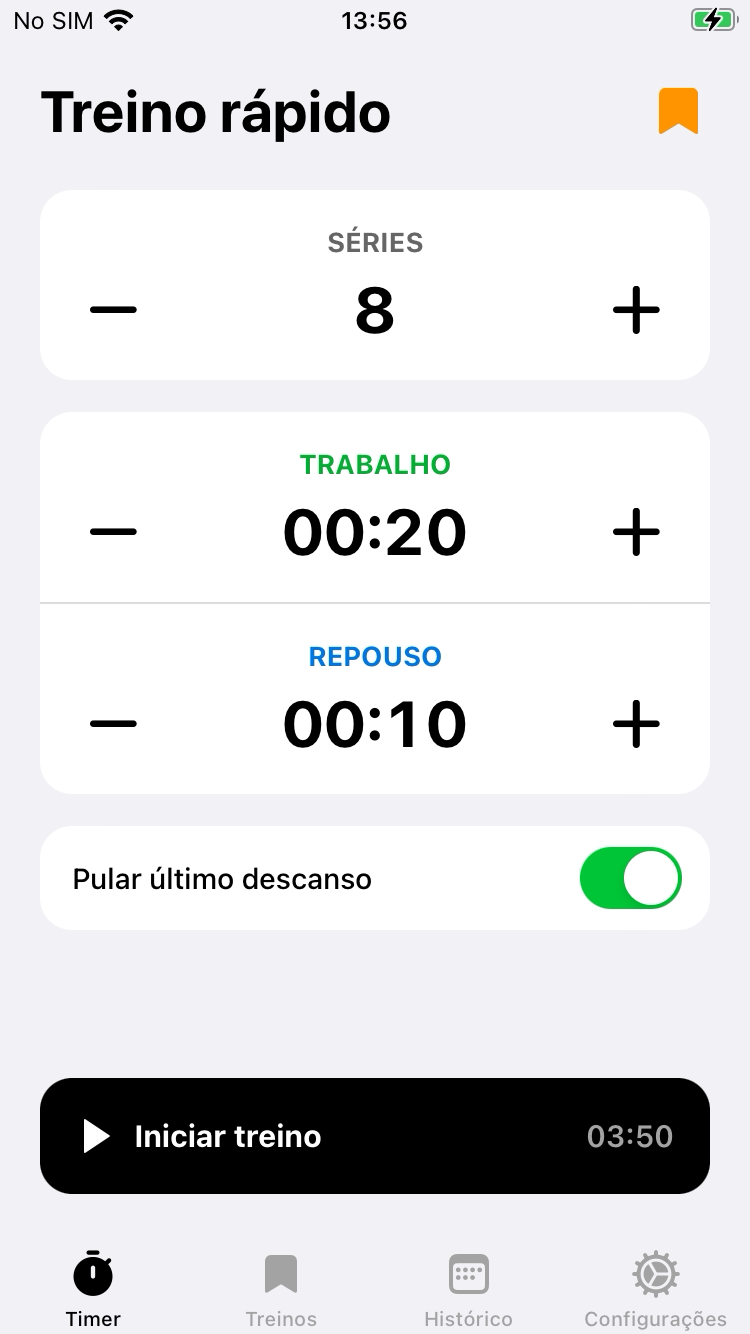 No SIM 13:56
Treino rápido
SÉRIES
8
TRABALHO
00:20
REPOUSO
00:10
Pular último descanso
Iniciar treino 03:50
Timer Treinos Histórico Configurações